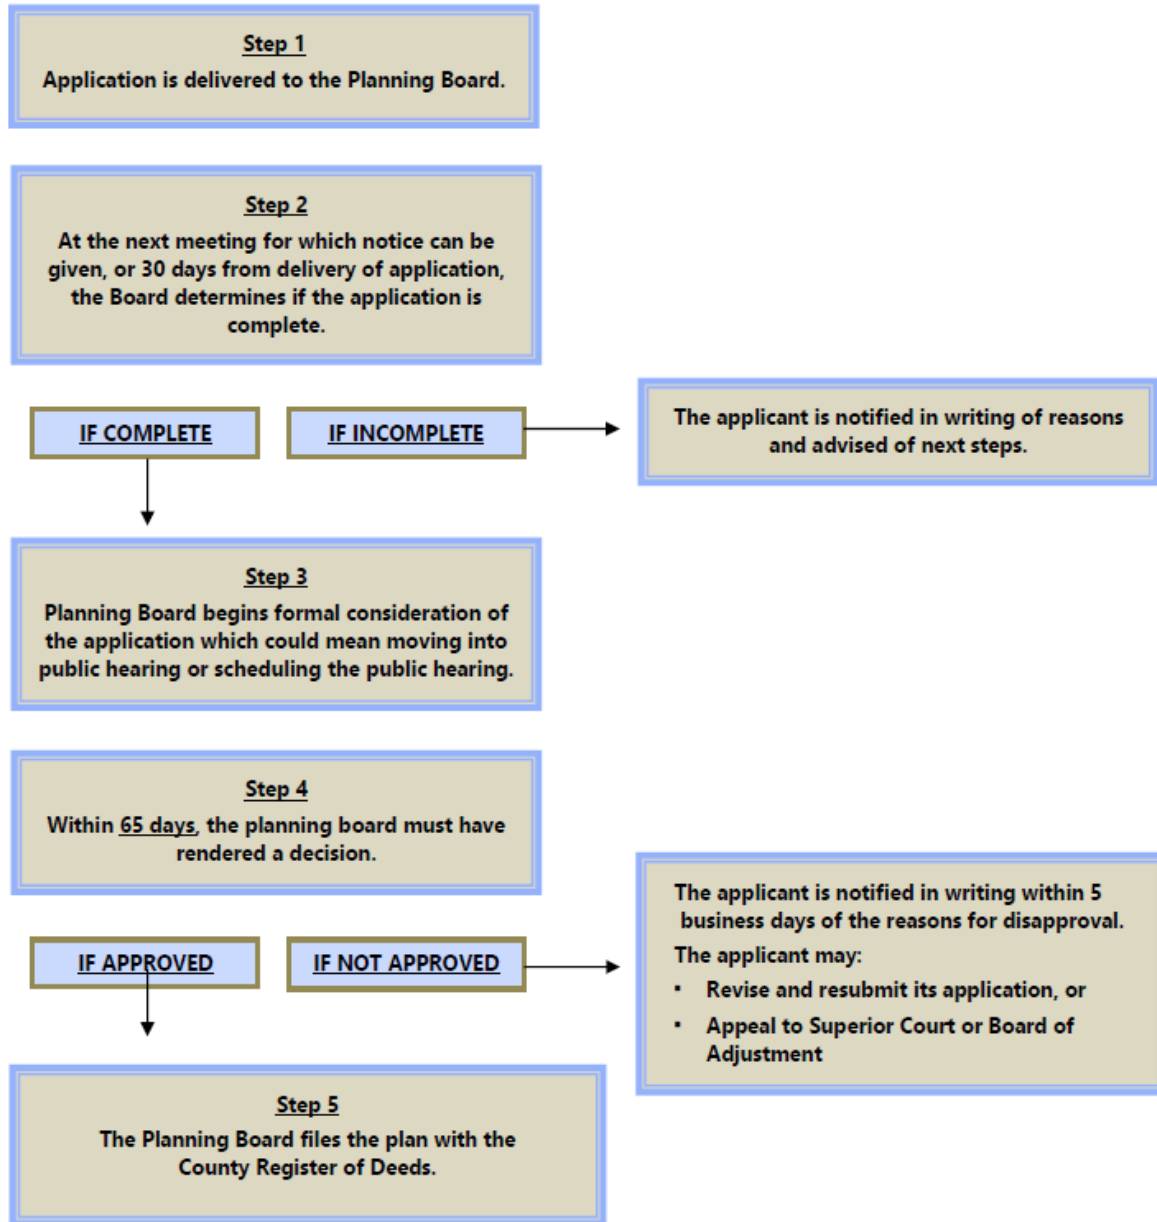 Step 1
Application is delivered to the Planning Board.
Step 2
At the next meeting for which notice can be
given, or 30 days from delivery of application,
the Board determines if the application is
complete.
IF COMPLETE
IF INCOMPLETE
The applicant is notified in writing of reasons
and advised of next steps.
Step 3
Planning Board begins formal consideration of
the application which could mean moving into
public hearing or scheduling the public hearing.
Step 4
Within 65 days, the planning board must have
rendered a decision.
IF APPROVED
IF NOT APPROVED
The applicant is notified in writing within 5
business days of the reasons for disapproval.
The applicant may:
▪ Revise and resubmit its application, or
▪ Appeal to Superior Court or Board of
Adjustment
Step 5
The Planning Board files the plan with the
County Register of Deeds.